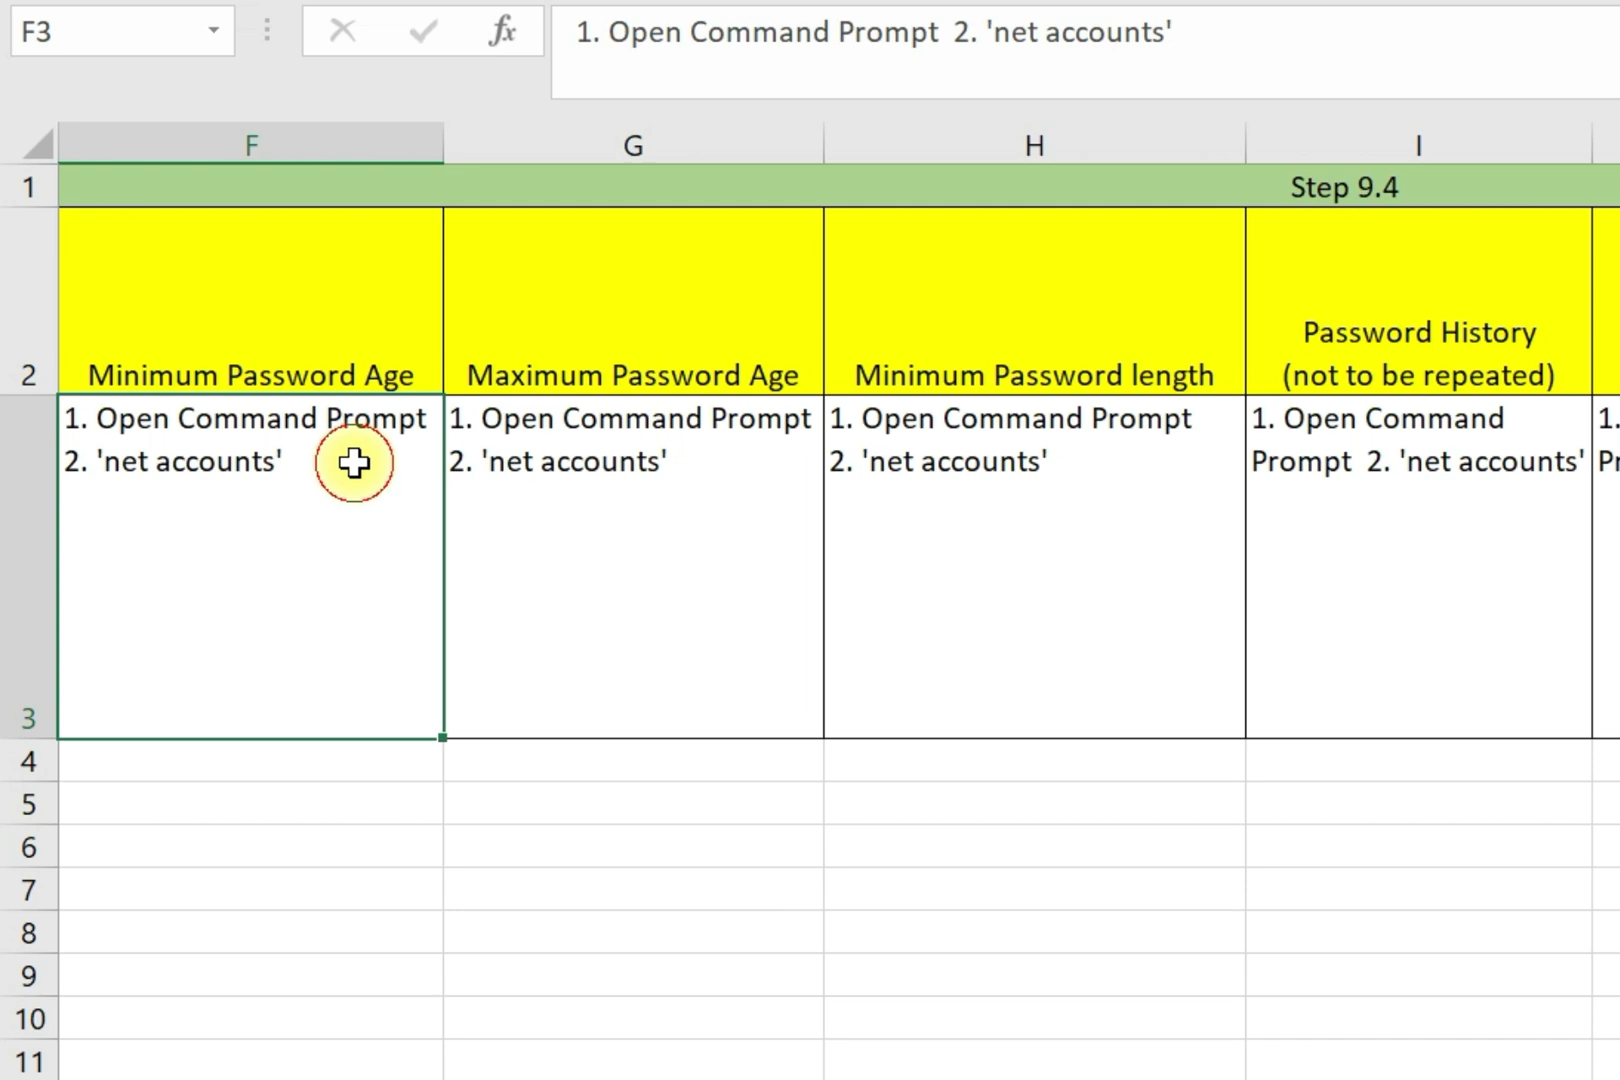 F3
fx
1. Open Command Prompt  2. 'net accounts'
F
G
H
I
1
Step 9.4
2
Minimum Password Age
Maximum Password Age
Minimum Password length
Password History
(not to be repeated)
3
1. Open Command Prompt
2. 'net accounts'
1. Open Command Prompt
2. 'net accounts'
1. Open Command Prompt
2. 'net accounts'
1. Open Command
Prompt  2. 'net accounts'
1.
4
5
6
7
8
9
10
11